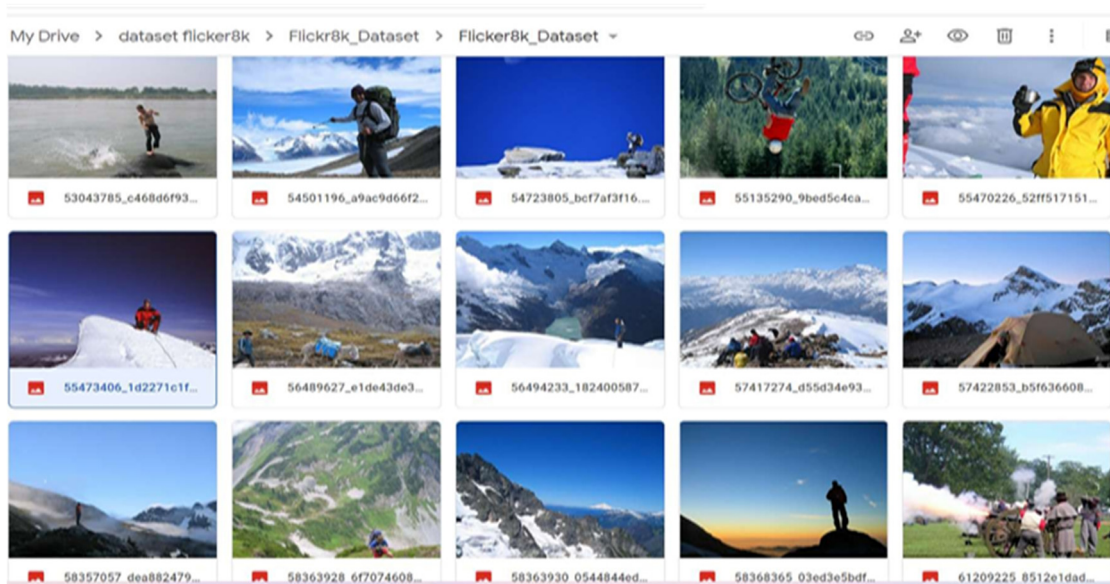 My Drive > dataset flicker8k > Flickr8k_Dataset > Flicker8k_Dataset
53043785_c468d6f93...
54501196_a9ac9d66f2...
54723805_bcf7af3f16....
55135290_9bed5c4ca...
55470226_52ff517151...
55473406_1d2271c1f...
56489627_e1de43de3...
56494233_182400587...
57417274_d55d34e93...
57422853_b5f636608...
58357057_dea882479...
58363928_6f7074608...
58363930_0544844ed...
58368365_03ed3e5bdf...
61209225_8512e1dad...